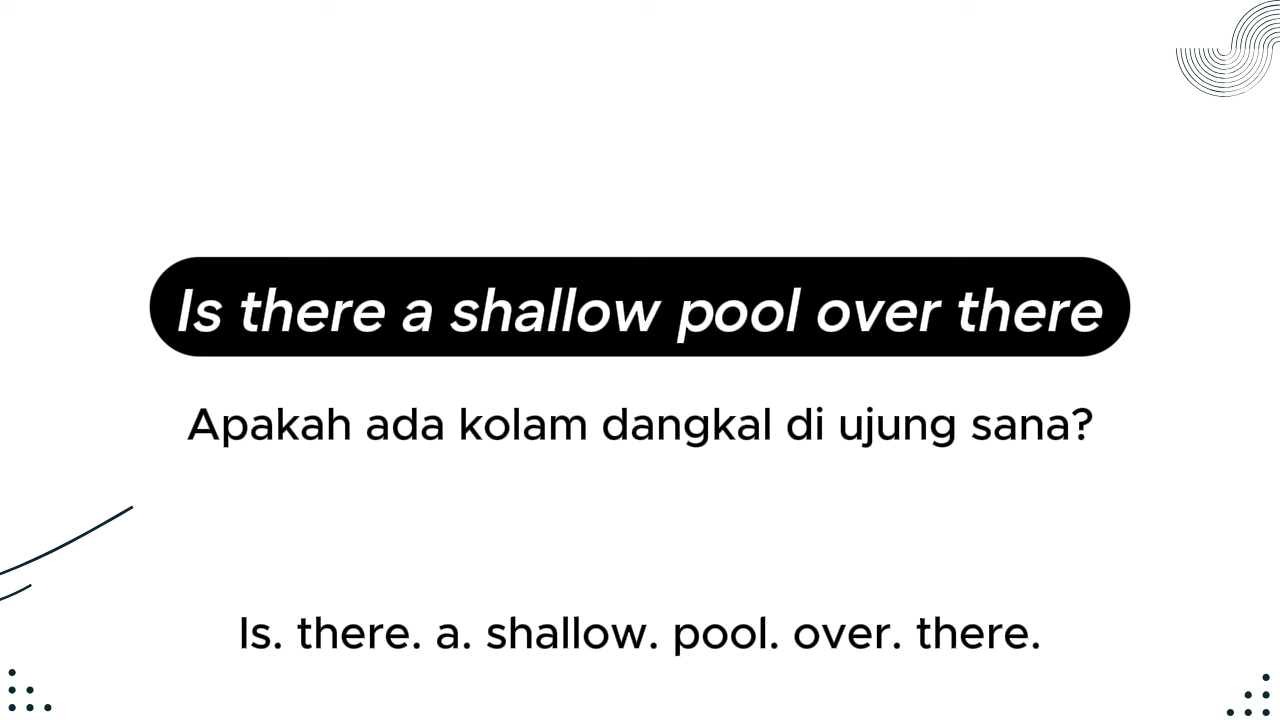 Is there a shallow pool over there
Apakah ada kolam dangkal di ujung sana?
Is. there. a. shallow. pool. over. there.